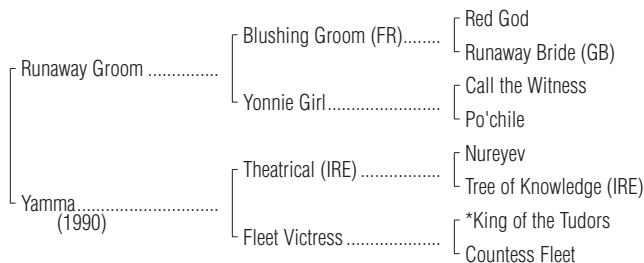 Red God
Blushing Groom (FR)........
Runaway Bride (GB)
Runaway Groom ...............
Call the Witness
Yonnie Girl.........................
Po'chile
Nureyev
Theatrical (IRE) .................
Tree of Knowledge (IRE)
Yamma...............................
(1990)
*King of the Tudors
Fleet Victress ....................
Countess Fleet